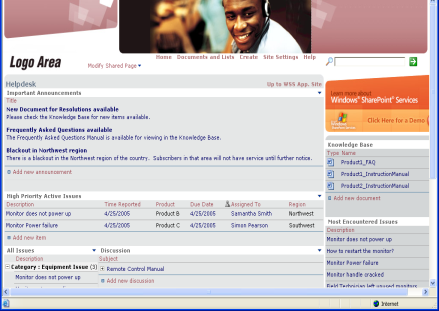 Logo Area
Modify Shared Page
Home Documents and Lists Create Site Settings Help
Helpdesk
Up to WSS App. Site
Important Announcements
Title
New Document for Resolutions available
Please check the Knowledge Base for new items available.
Frequently Asked Questions available
The Frequently Asked Questions Manual is available for viewing in the Knowledge Base.
Blackout in Northwest region
There is a blackout in the Northwest region of the country. Subscribers in that area will not have service until further notice.
Add new announcement
High Priority Active Issues
Description Time Reported Product Due Date Assigned To Region
Monitor does not power up 4/25/2005 Product B 4/25/2005 Samantha Smith Northwest
Monitor Power failure 4/25/2005 Product C 4/25/2005 Simon Pearson Southwest
Add new item
All Issues
Description
Category : Equipment Issue (3)
Monitor does not power up
Discussion
Subject
Remote Control Manual
Add new discussion
Learn more about
Windows SharePoint Services
Click Here for a Demo
Knowledge Base
Type Name
Product1_FAQ
Product1_InstructionManual
Product2_InstructionManual
Add new document
Most Encountered Issues
Description
Monitor does not power up
How to restart the monitor?
Monitor Power failure
Monitor handle cracked
Field Technician left unused monitors
Internet